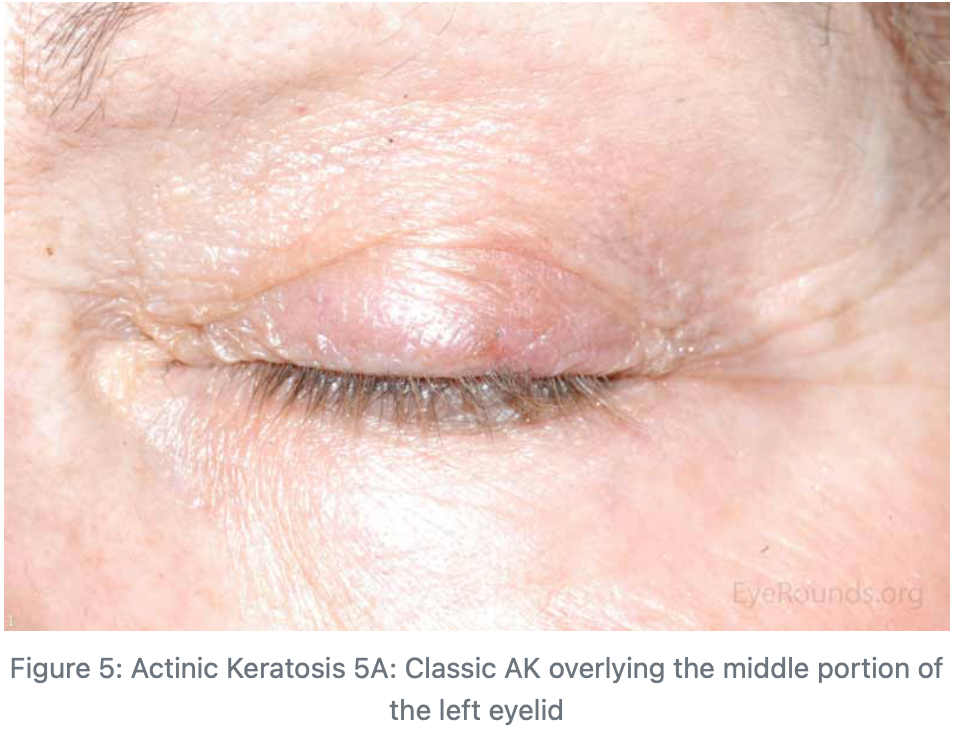 EyeRounds.org
Figure 5: Actinic Keratosis 5A: Classic AK overlying the middle portion of
the left eyelid